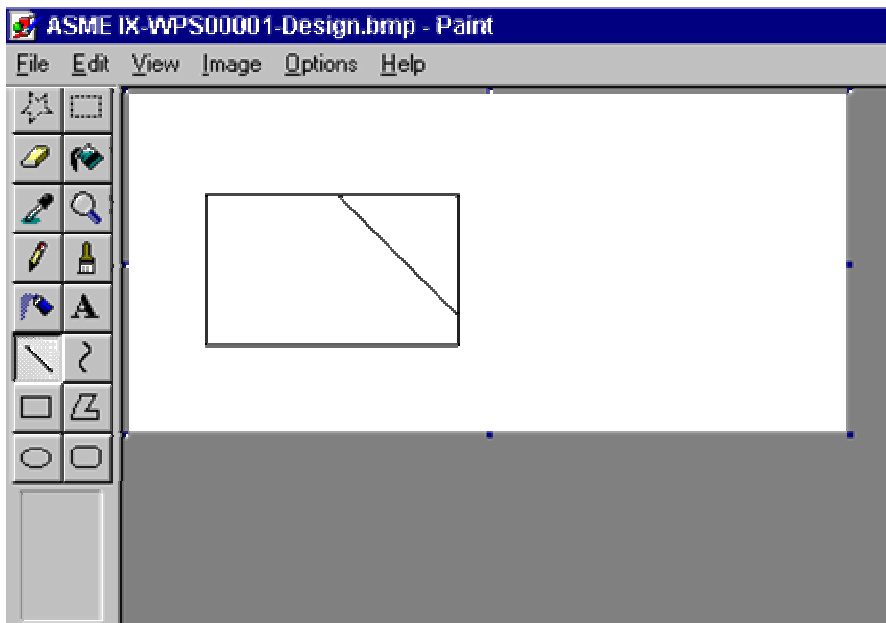 ASME IX-WPS00001-Design.bmp - Paint
File Edit View Image Options Help
A